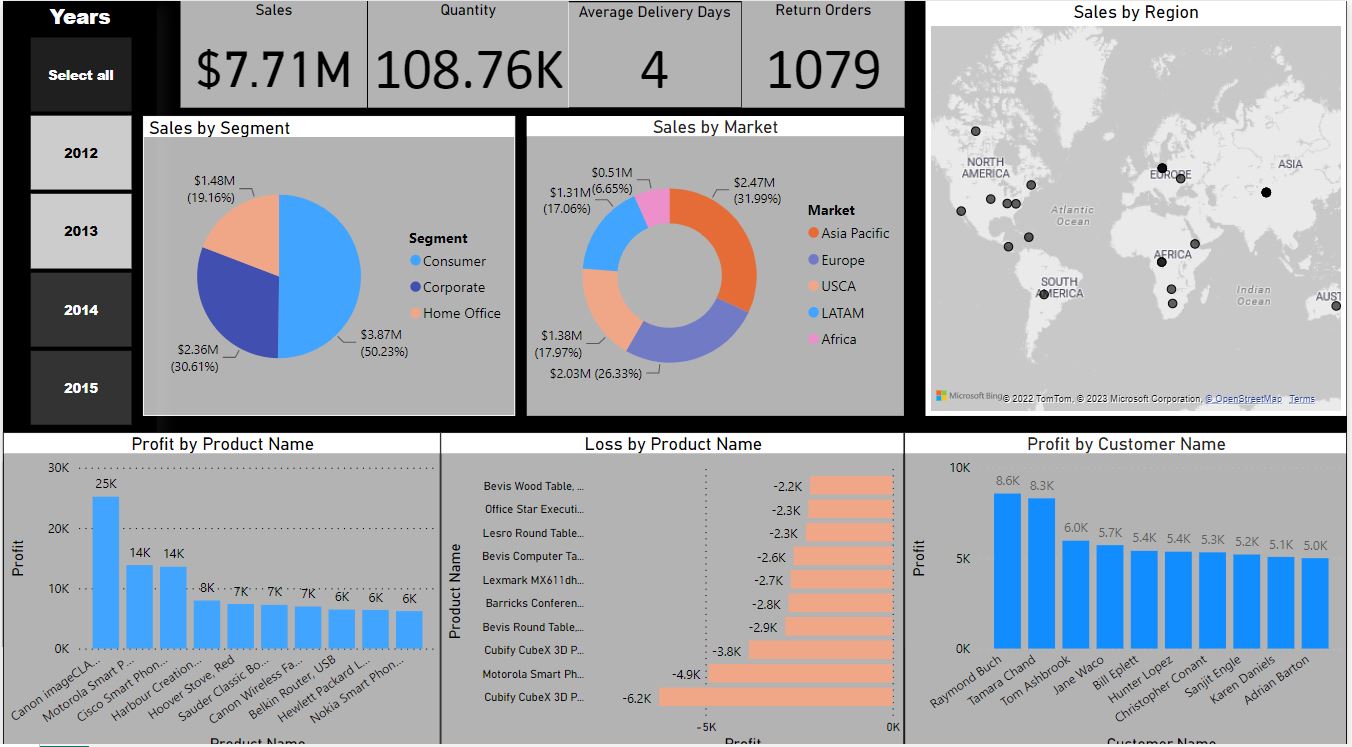 Years
Select all
2012
2013
2014
2015
Sales
$7.71M
Quantity
108.76K
Average Delivery Days
4
Return Orders
1079
Sales by Segment
$1.48M
(19.16%)
$2.36M
(30.61%)
$3.87M
(50.23%)
Segment
Consumer
Corporate
Home Office
Sales by Market
$0.51M
(6.65%)
$1.31M
(17.06%)
$2.47M
(31.99%)
$1.38M
(17.97%)
$2.03M (26.33%)
Market
Asia Pacific
Europe
USCA
LATAM
Africa
Sales by Region
NORTH
AMERICA
EUROPE
ASIA
Atlantic
Ocean
AFRICA
SOUTH
AMERICA
Indian
Ocean
AUST
Microsoft Bing
© 2022 TomTom, © 2023 Microsoft Corporation, © OpenStreetMap Terms
Profit by Product Name
Profit
30K
20K
10K
0K
25K
14K
14K
8K
7K
7K
7K
6K
6K
6K
Canon imageCLA...
Motorola Smart P...
Cisco Smart Phon...
Harbour Creation...
Hoover Stove, Red
Sauder Classic Bo...
Canon Wireless Fa...
Belkin Router, USB
Hewlett Packard L...
Nokia Smart Phon...
Product Name
Loss by Product Name
Product Name
Bevis Wood Table, ... -2.2K
Office Star Executi... -2.3K
Lesro Round Table... -2.3K
Bevis Computer Ta... -2.6K
Lexmark MX611dh... -2.7K
Barricks Conferen... -2.8K
Bevis Round Table,... -2.9K
Cubify CubeX 3D P... -3.8K
Motorola Smart Ph... -4.9K
Cubify CubeX 3D P... -6.2K
-5K
0K
Profit
Profit by Customer Name
Profit
10K
5K
0K
8.6K
8.3K
6.0K
5.7K
5.4K
5.4K
5.3K
5.2K
5.1K
5.0K
Raymond Buch
Tamara Chand
Tom Ashbrook
Jane Waco
Bill Eplett
Hunter Lopez
Christopher Conant
Sanjit Engle
Karen Daniels
Adrian Barton
Customer Name